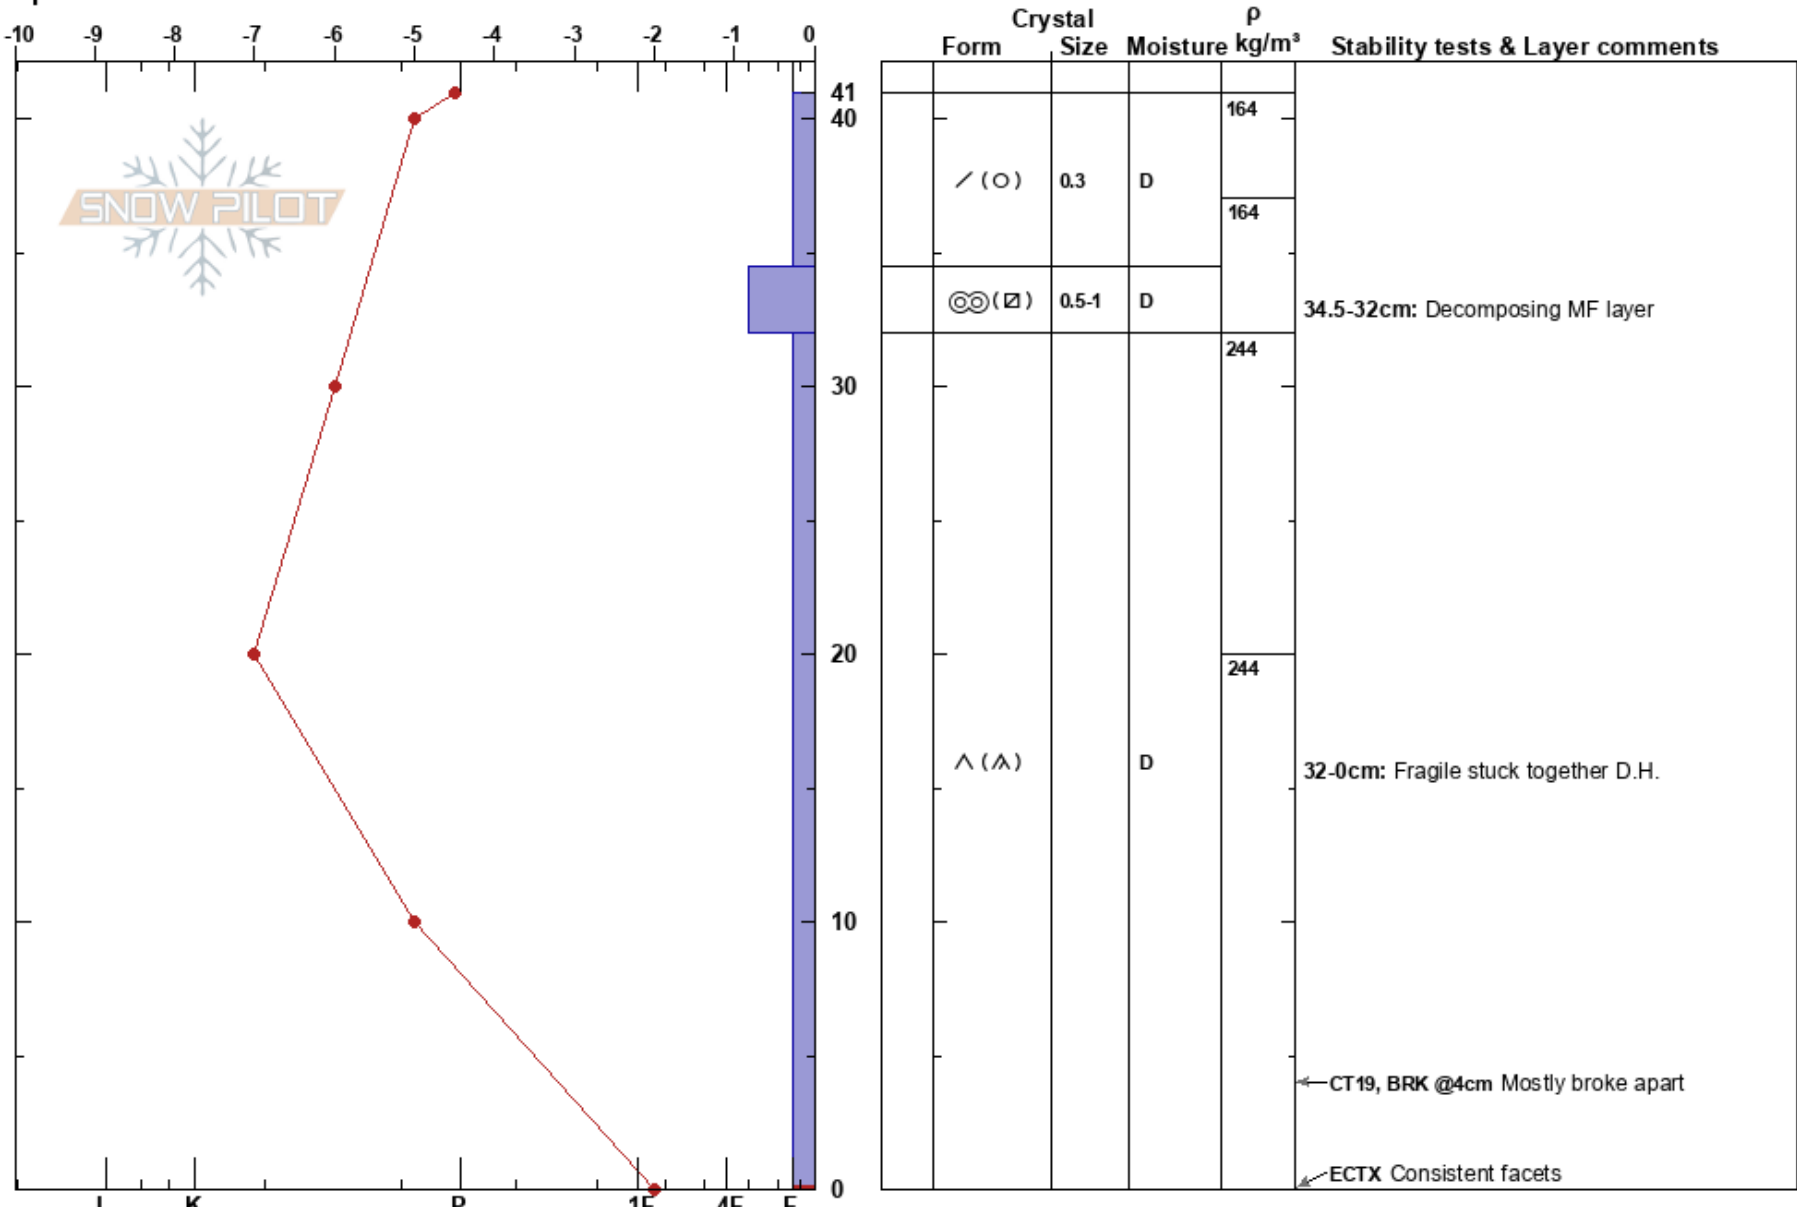 Crystal ρ
-10 -9 -8 -7 -6 -5 -4 -3 -2 -1 0 Form Size Moisture kg/m³ Stability tests & Layer comments
41 164
40
SNOW PILOT
(○) 0.3 D
164
(◪) 0.5-1 D
34.5-32cm: Decomposing MF layer
244
30
20
244
D
32-0cm: Fragile stuck together D.H.
10
CT19, BRK @4cm Mostly broke apart
ECTX Consistent facets
0
I K P 1F 4F F